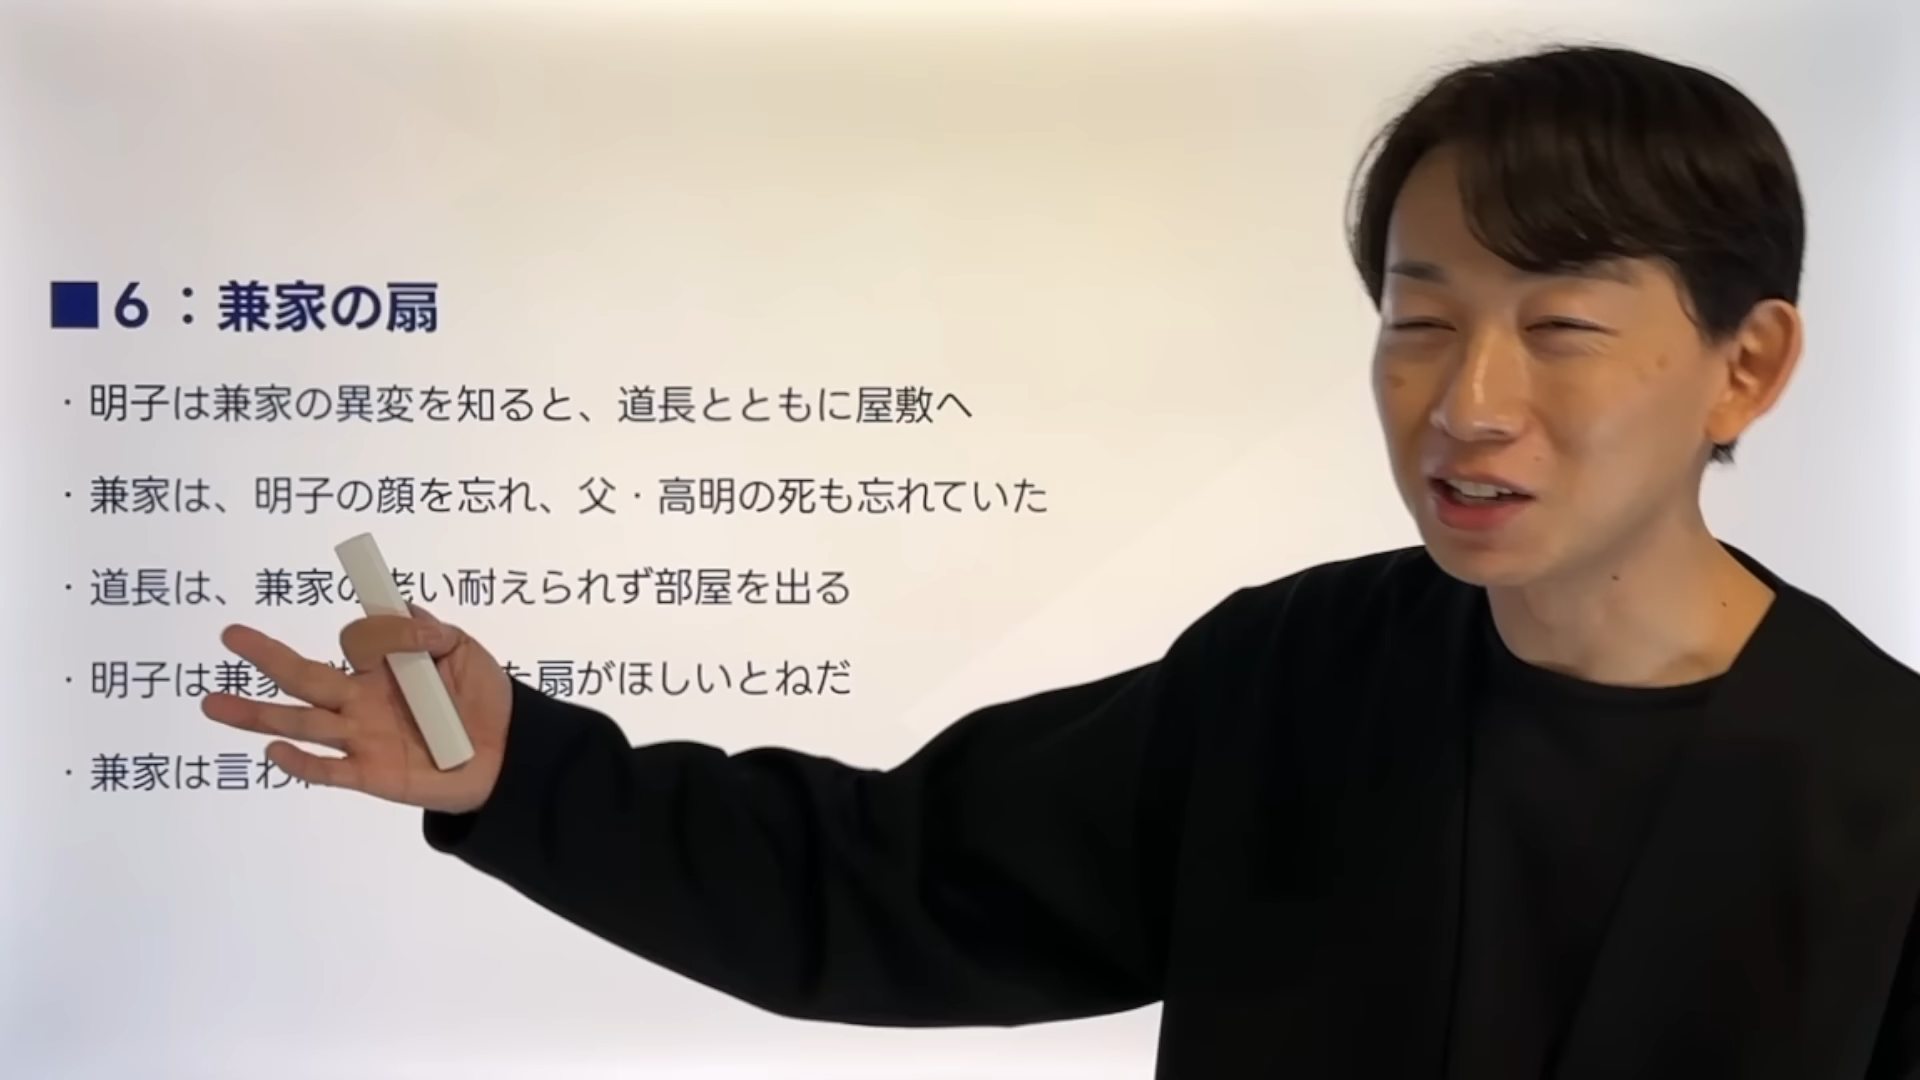 ■6：兼家の扇
・明子は兼家の異変を知ると、道長とともに屋敷へ
・兼家は、明子の顔を忘れ、父・高明の死も忘れていた
・道長は、兼家の老い耐えられず部屋を出る
・明子は兼家 た扇がほしいとねだ
・兼家は言わ